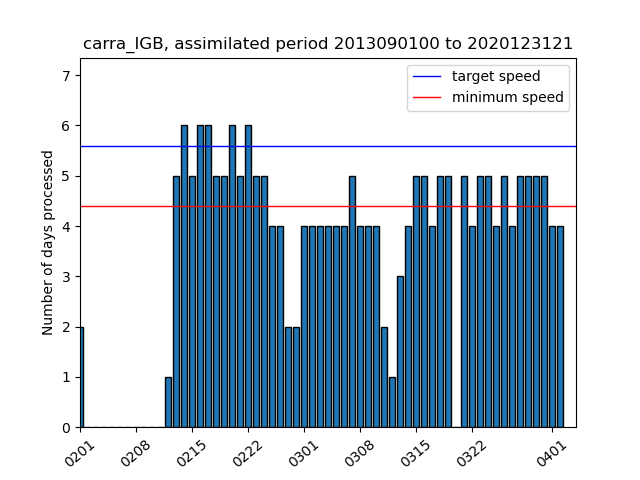 carra_IGB, assimilated period 2013090100 to 2020123121
target speed
minimum speed
Number of days processed
7
6
5
4
3
2
1
0
0201 0208 0215 0222 0301 0308 0315 0322 0401